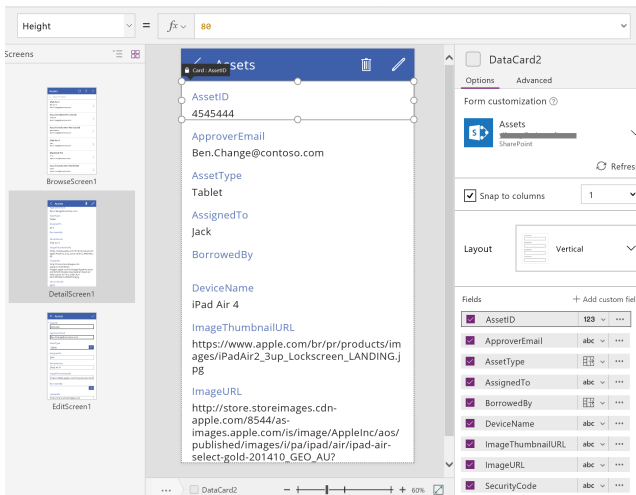 Height
=
fx
80
Screens
BrowseScreen1
DetailScreen1
EditScreen1
Assets
Card : AssetID
AssetID
4545444
ApproverEmail
Ben.Change@contoso.com
AssetType
Tablet
AssignedTo
Jack
BorrowedBy
DeviceName
iPad Air 4
ImageThumbnailURL
https://www.apple.com/br/pr/products/im
ages/iPadAir2_3up_Lockscreen_LANDING.j
pg
ImageURL
http://store.storeimages.cdn-
apple.com/8544/as-
images.apple.com/is/image/AppleInc/aos/
published/images/i/pa/ipad/air/ipad-air-
select-gold-201410_GEO_AU?
DataCard2
60%
DataCard2
Options Advanced
Form customization
Assets
SharePoint
Refres
Snap to columns 1
Layout Vertical
Fields + Add custom fiel
AssetID 123
ApproverEmail abc
AssetType
AssignedTo abc
BorrowedBy
DeviceName abc
ImageThumbnailURL abc
ImageURL abc
SecurityCode abc